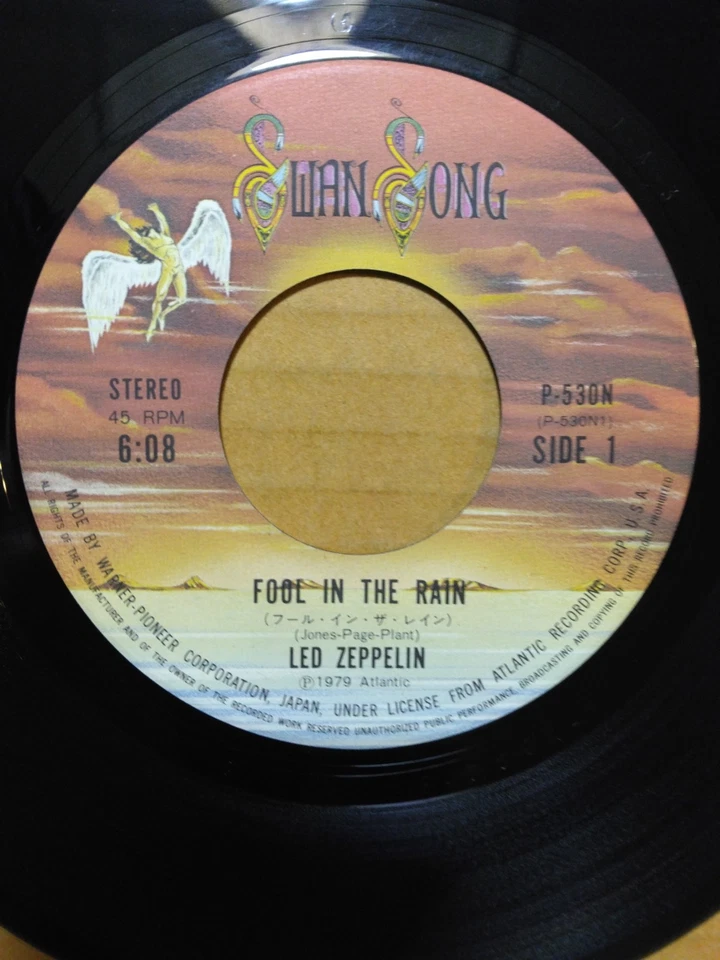 SWAN SONG
STEREO
45 RPM
6:08
P-530N
(P-530N1)
SIDE 1
FOOL IN THE RAIN
(フール・イン・ザ・レイン)
(Jones-Page-Plant)
LED ZEPPELIN
Ⓟ1979 Atlantic
MADE BY WARNER-PIONEER CORPORATION, JAPAN, UNDER LICENSE FROM ATLANTIC RECORDING CORP., U.S.A.
ALL RIGHTS OF THE MANUFACTURER AND OF THE OWNER OF THE RECORDED WORK RESERVED UNAUTHORIZED PUBLIC PERFORMANCE, BROADCASTING AND COPYING OF THIS RECORD PROHIBITED